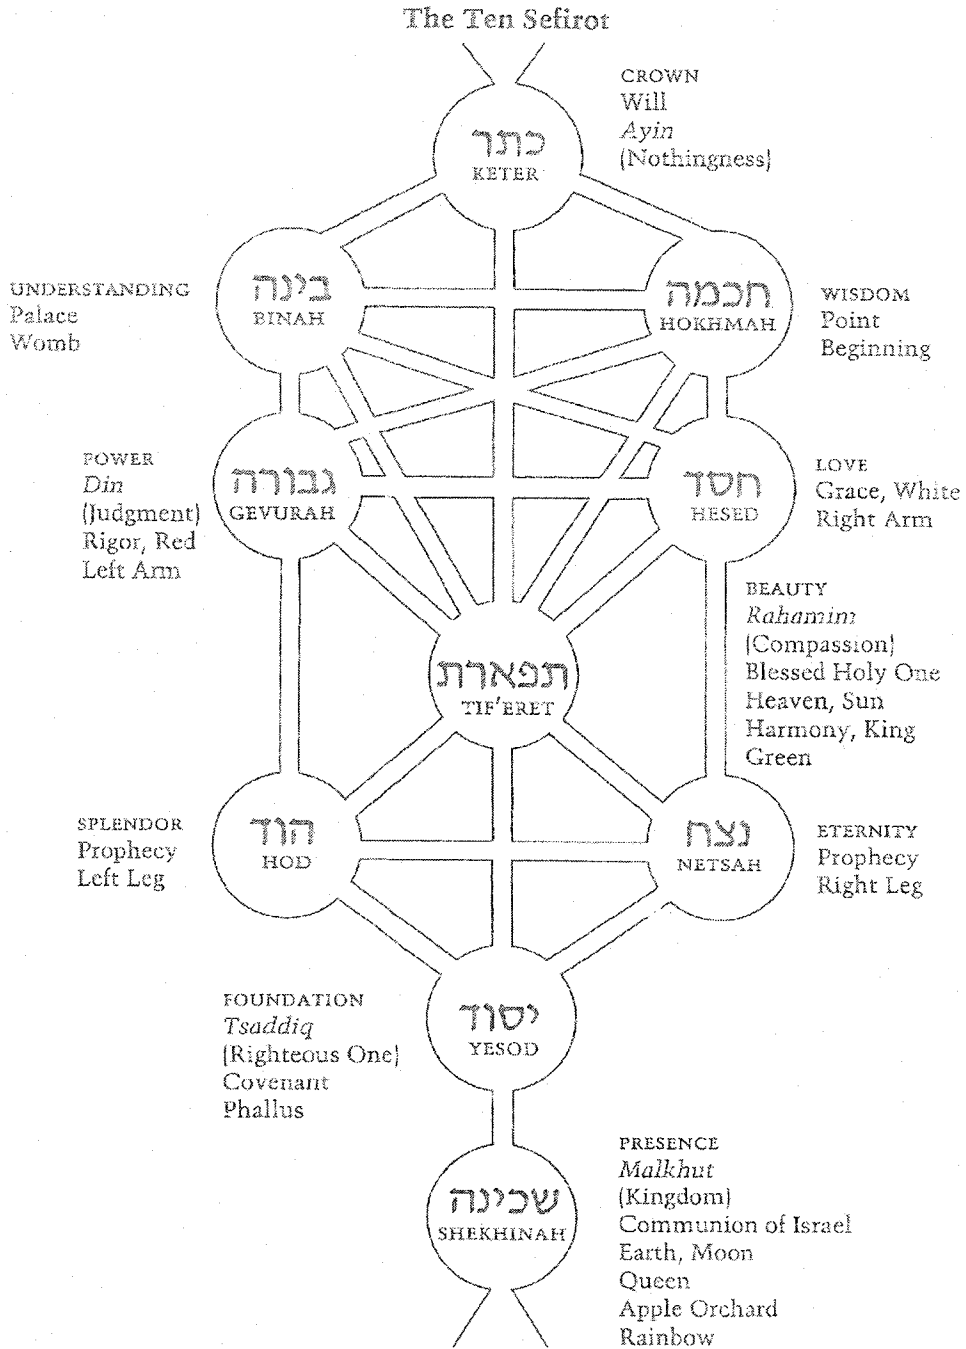 The Ten Sefirot
כתר
KETER
CROWN
Will
Ayin
(Nothingness)
בינה
BINAH
UNDERSTANDING
Palace
Womb
חכמה
HOKHMAH
WISDOM
Point
Beginning
גבורה
GEVURAH
POWER
Din
(Judgment)
Rigor, Red
Left Arm
חסד
HESED
LOVE
Grace, White
Right Arm
תפארת
TIF'ERET
BEAUTY
Rahamim
(Compassion)
Blessed Holy One
Heaven, Sun
Harmony, King
Green
הוד
HOD
SPLENDOR
Prophecy
Left Leg
נצח
NETSAH
ETERNITY
Prophecy
Right Leg
יסוד
YESOD
FOUNDATION
Tsaddiq
(Righteous One)
Covenant
Phallus
שכינה
SHEKHINAH
PRESENCE
Malkhut
(Kingdom)
Communion of Israel
Earth, Moon
Queen
Apple Orchard
Rainbow